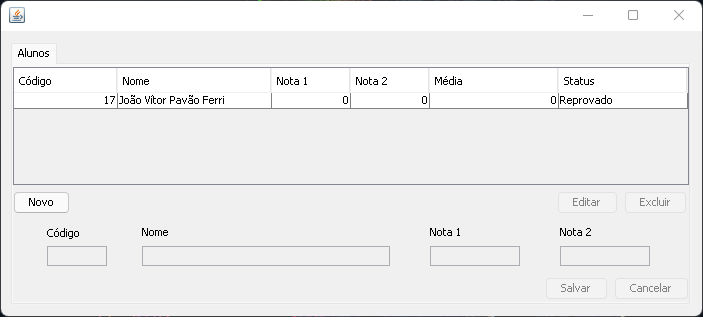 Alunos
Código Nome Nota 1 Nota 2 Média Status
17 João Vítor Pavão Ferri 0 0 0 Reprovado
Novo Editar Excluir
Código Nome Nota 1 Nota 2
Salvar Cancelar